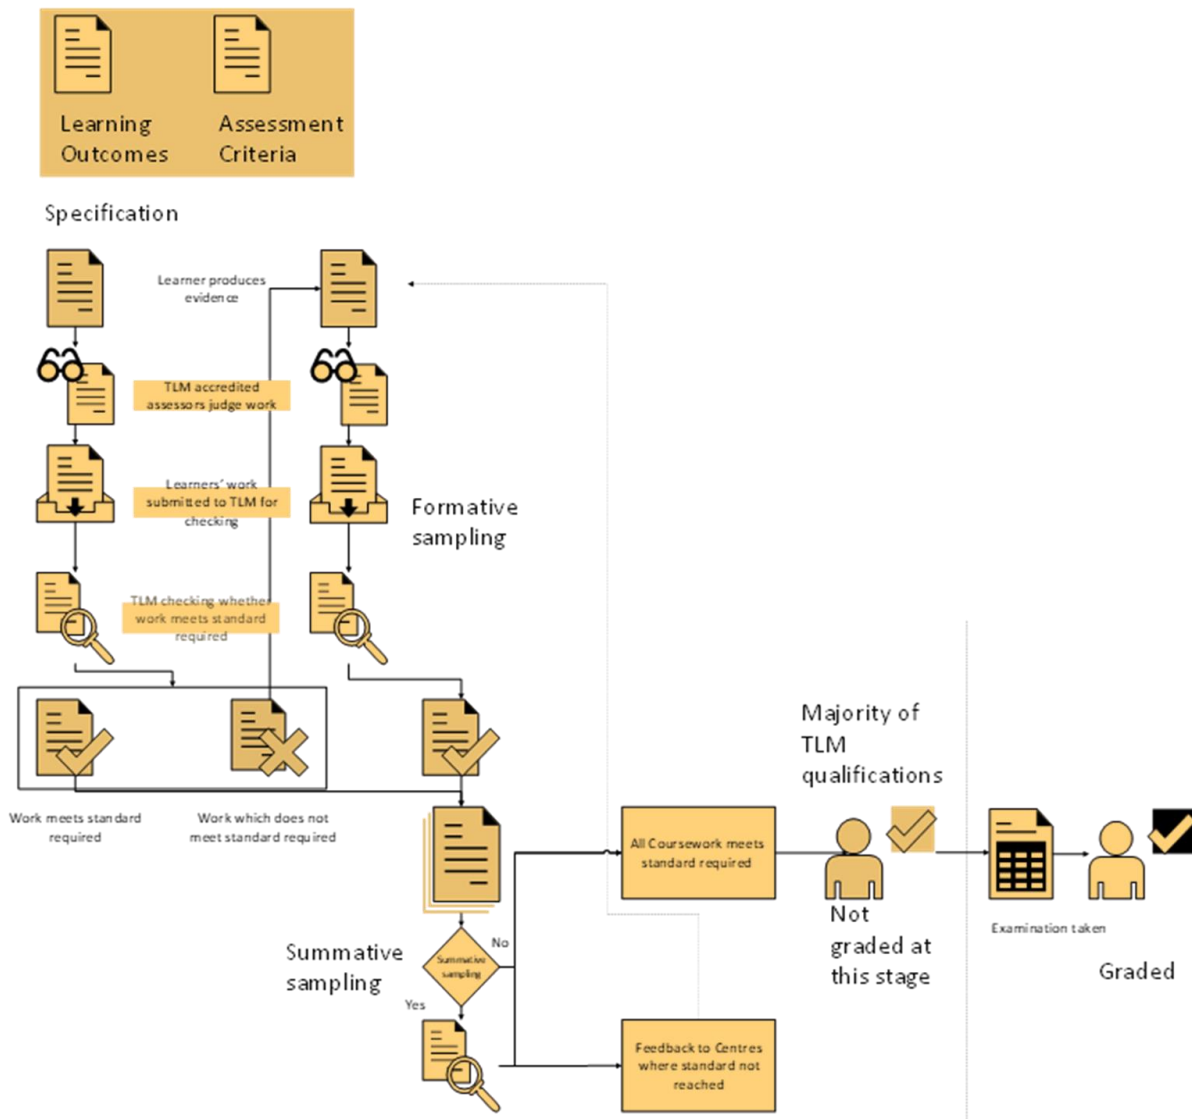 Learning
Outcomes
Assessment
Criteria
Specification
Learner produces
evidence
TLM accredited
assessors judge work
Learners' work
submitted to TLM for
checking
Formative
sampling
TLM checking whether
work meets standard
required
Work meets standard
required
Work which does not
meet standard required
Majority of
TLM
qualifications
All Coursework meets
standard required
Not
graded at
this stage
Examination taken
Graded
Summative
sampling
Summative
sampling
No
Yes
Feedback to Centres
where standard not
reached